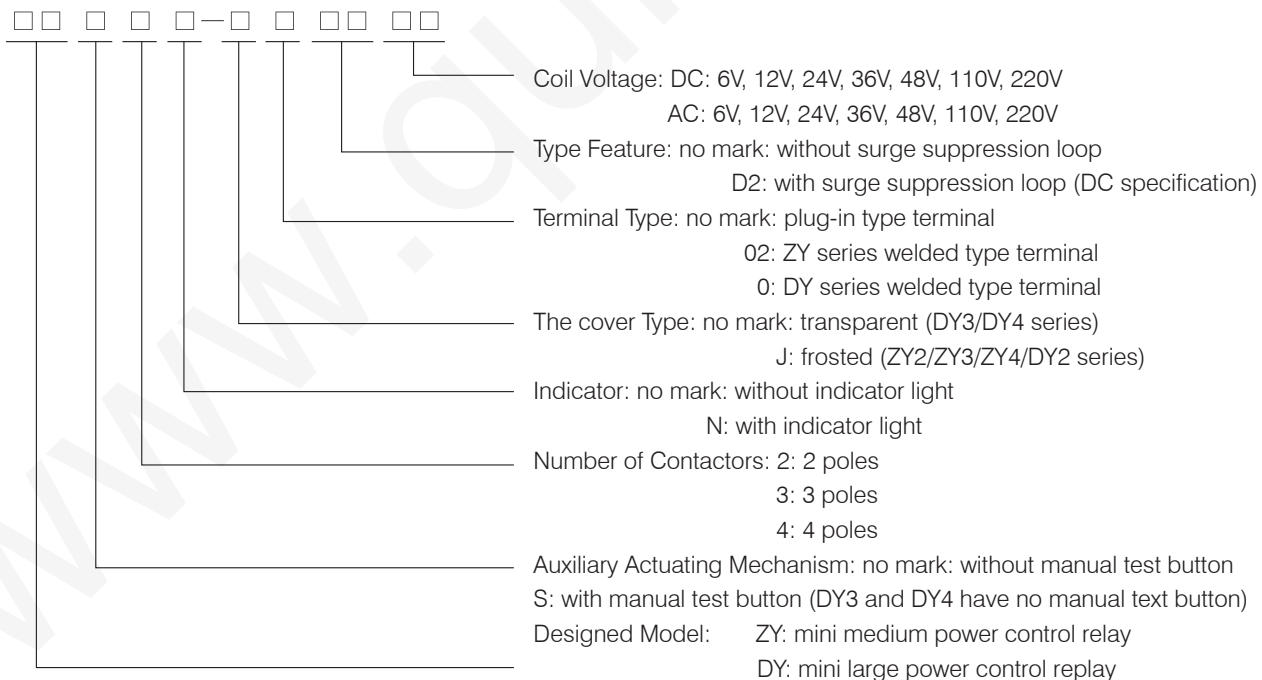 □□ □ □ □—□ □ □□ □□
Coil Voltage: DC: 6V, 12V, 24V, 36V, 48V, 110V, 220V
AC: 6V, 12V, 24V, 36V, 48V, 110V, 220V
Type Feature: no mark: without surge suppression loop
D2: with surge suppression loop (DC specification)
Terminal Type: no mark: plug-in type terminal
02: ZY series welded type terminal
0: DY series welded type terminal
The cover Type: no mark: transparent (DY3/DY4 series)
J: frosted (ZY2/ZY3/ZY4/DY2 series)
Indicator: no mark: without indicator light
N: with indicator light
Number of Contactors: 2: 2 poles
3: 3 poles
4: 4 poles
Auxiliary Actuating Mechanism: no mark: without manual test button
S: with manual test button (DY3 and DY4 have no manual text button)
Designed Model: ZY: mini medium power control relay
DY: mini large power control replay